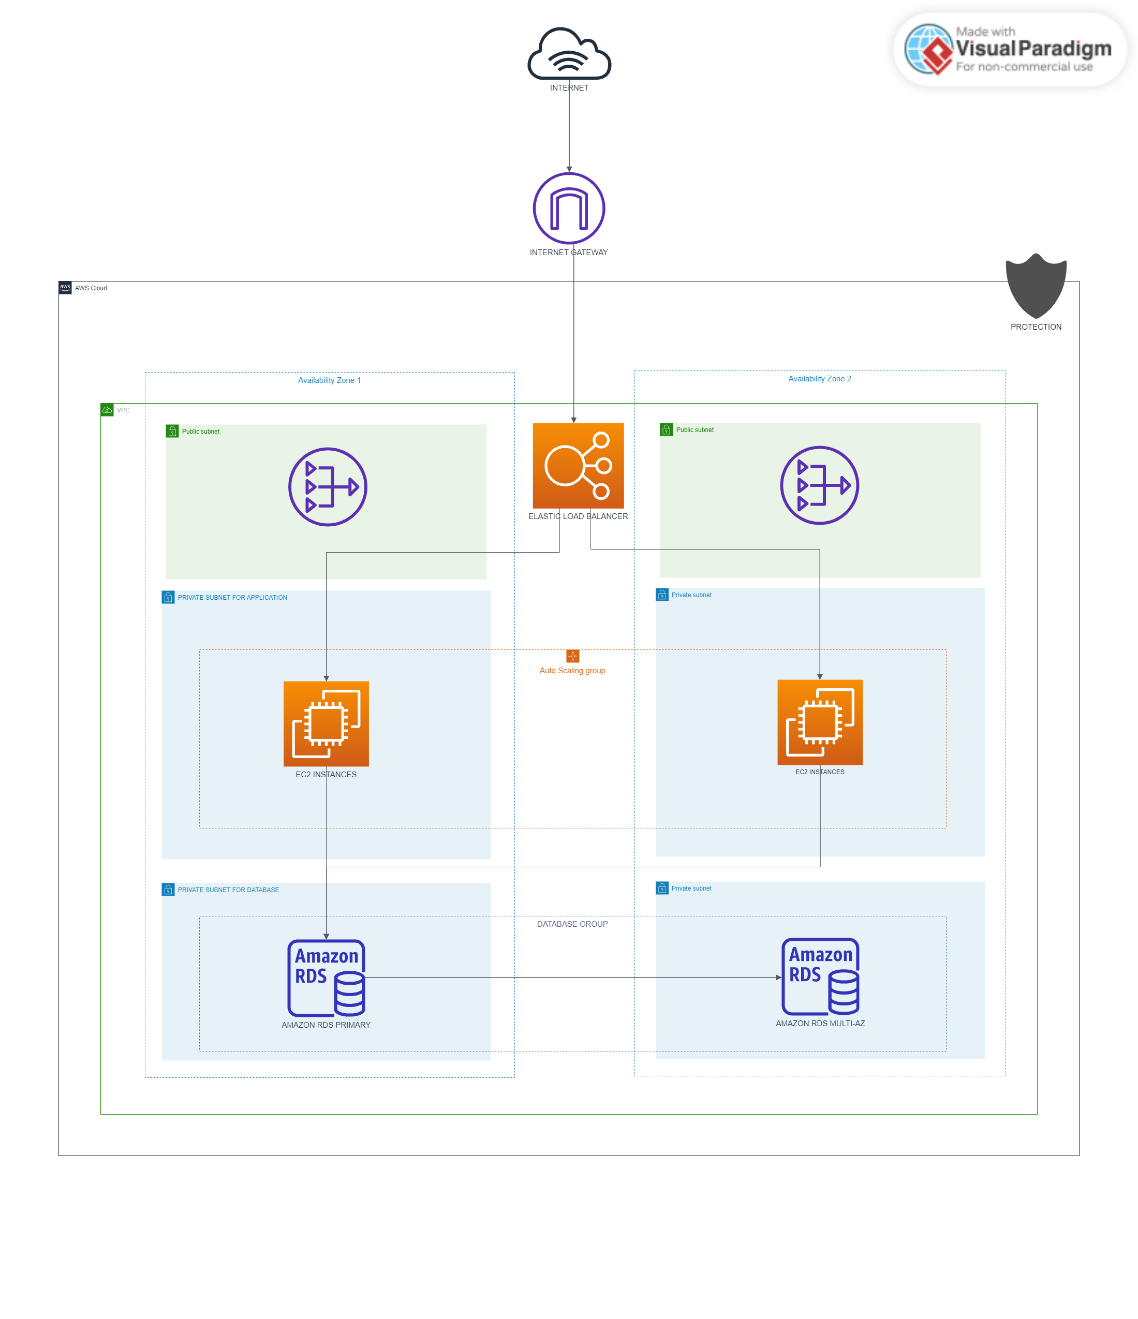 Made with
Visual Paradigm
For non-commercial use
INTERNET
INTERNET GATEWAY
aws
AWS Cloud
PROTECTION
Availability Zone 1
Availability Zone 2
VPC
Public subnet
Public subnet
ELASTIC LOAD BALANCER
PRIVATE SUBNET FOR APPLICATION
Private subnet
Auto Scaling group
EC2 INSTANCES
EC2 INSTANCES
PRIVATE SUBNET FOR DATABASE
Private subnet
DATABASE GROUP
Amazon
RDS
Amazon
RDS
AMAZON RDS PRIMARY
AMAZON RDS MULTI-AZ